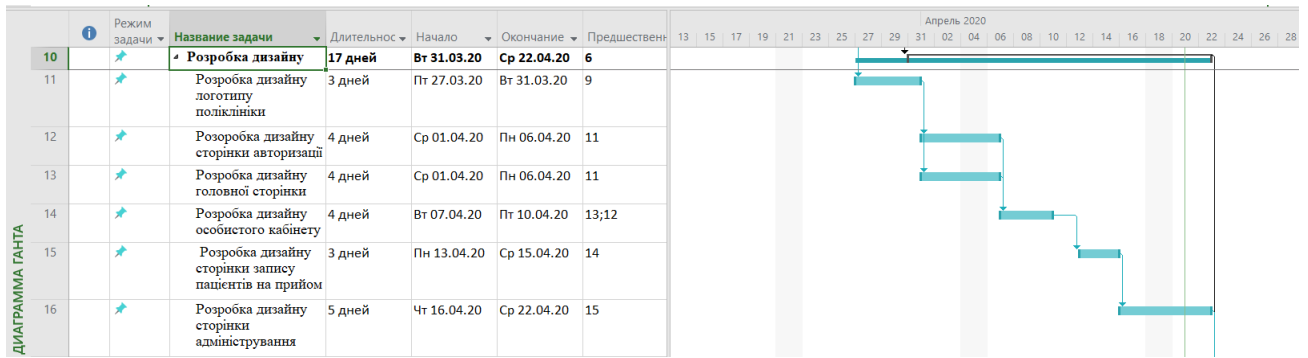 Апрель 2020
Режим задачи Название задачи Длительнос Начало Окончание Предшественн 13 15 17 19 21 23 25 27 29 31 02 04 06 08 10 12 14 16 18 20 22 24 26 28
10 Розробка дизайну 17 дней Вт 31.03.20 Ср 22.04.20 6
11 Розробка дизайну 3 дней Пт 27.03.20 Вт 31.03.20 9
логотипу
поліклініки
12 Розоробка дизайну 4 дней Ср 01.04.20 Пн 06.04.20 11
сторінки авторизації
13 Розробка дизайну 4 дней Ср 01.04.20 Пн 06.04.20 11
головної сторінки
14 Розробка дизайну 4 дней Вт 07.04.20 Пт 10.04.20 13;12
особистого кабінету
15 Розробка дизайну 3 дней Пн 13.04.20 Ср 15.04.20 14
сторінки запису
пацієнтів на прийом
16 Розробка дизайну 5 дней Чт 16.04.20 Ср 22.04.20 15
сторінки
адміністрування
ДИАГРАММА ГАНТА